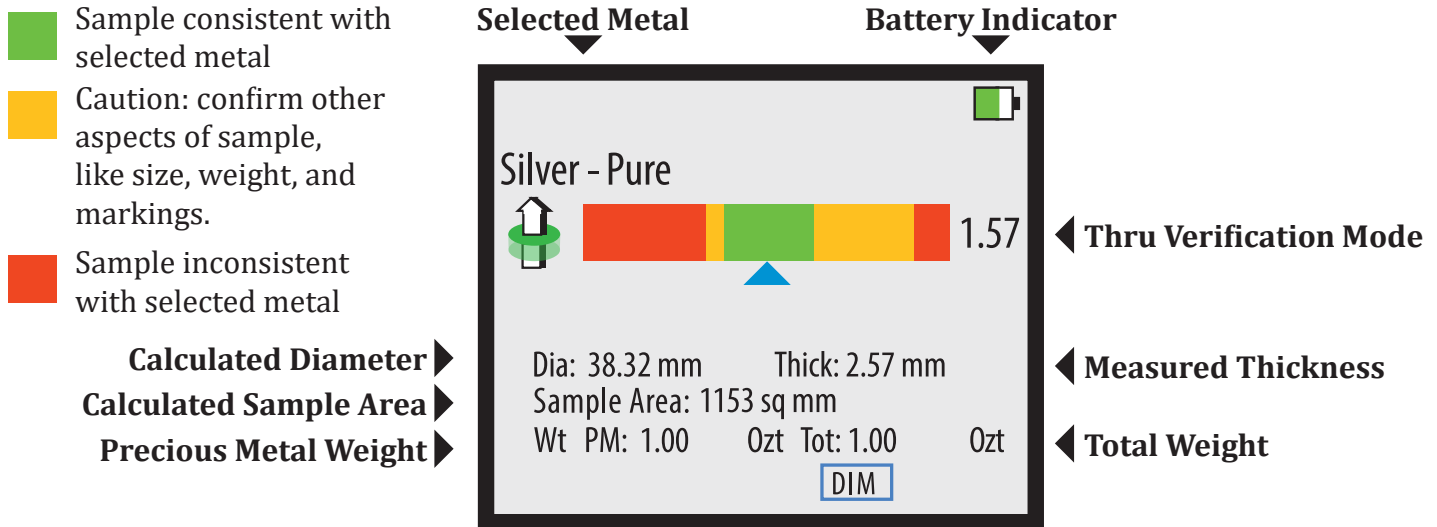 Sample consistent with
selected metal
Caution: confirm other
aspects of sample,
like size, weight, and
markings.
Sample inconsistent
with selected metal
Calculated Diameter
Calculated Sample Area
Precious Metal Weight
Selected Metal
Battery Indicator
Silver - Pure
1.57
Dia: 38.32 mm Thick: 2.57 mm
Sample Area: 1153 sq mm
Wt PM: 1.00 Ozt Tot: 1.00 Ozt
DIM
Thru Verification Mode
Measured Thickness
Total Weight